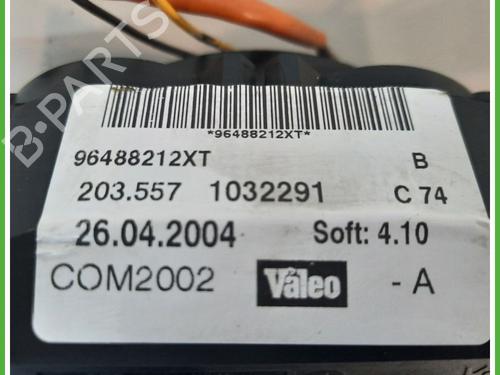 *96488212XT*
96488212XT B
203.557 1032291 C 74
26.04.2004 Soft: 4.10
COM2002 Valeo - A
B-PARTS